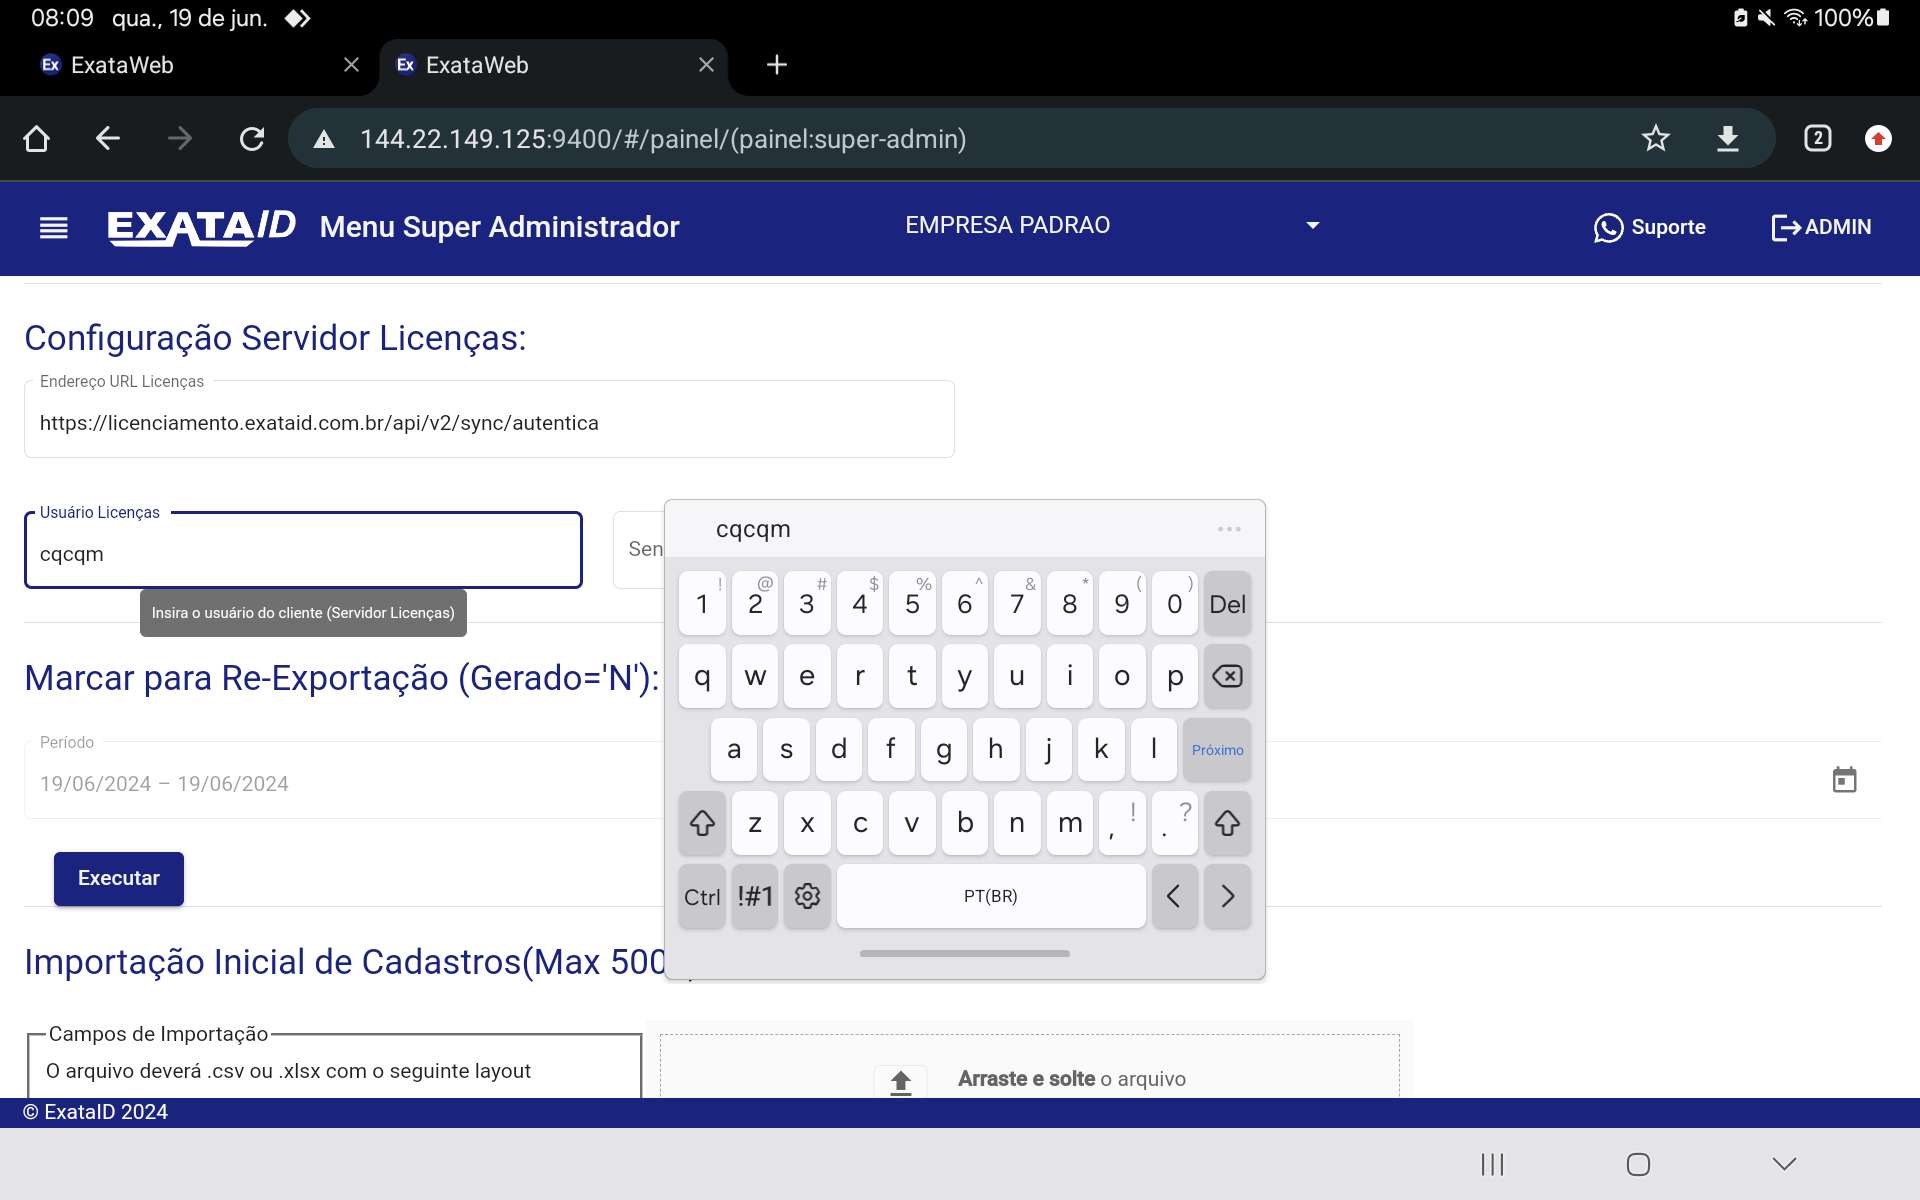 08:09 qua., 19 de jun. 100%
Ex ExataWeb Ex ExataWeb
144.22.149.125:9400/#/painel/(painel:super-admin) 2
EXATA/ID Menu Super Administrador EMPRESA PADRAO Suporte ADMIN
Configuração Servidor Licenças:
Endereço URL Licenças
https://licenciamento.exataid.com.br/api/v2/sync/autentica
Usuário Licenças
cqcqm
Sen
Insira o usuário do cliente (Servidor Licenças)
Marcar para Re-Exportação (Gerado='N'):
Período
19/06/2024 – 19/06/2024
Executar
Importação Inicial de Cadastros(Max 500
Campos de Importação
O arquivo deverá .csv ou .xlsx com o seguinte layout
Arraste e solte o arquivo
© ExataID 2024
cqcqm
! @ # $ % ^ & * ( )
1 2 3 4 5 6 7 8 9 0 Del
q w e r t y u i o p
a s d f g h j k l Próximo
z x c v b n m , ! . ?
Ctrl !#1 PT(BR) < >